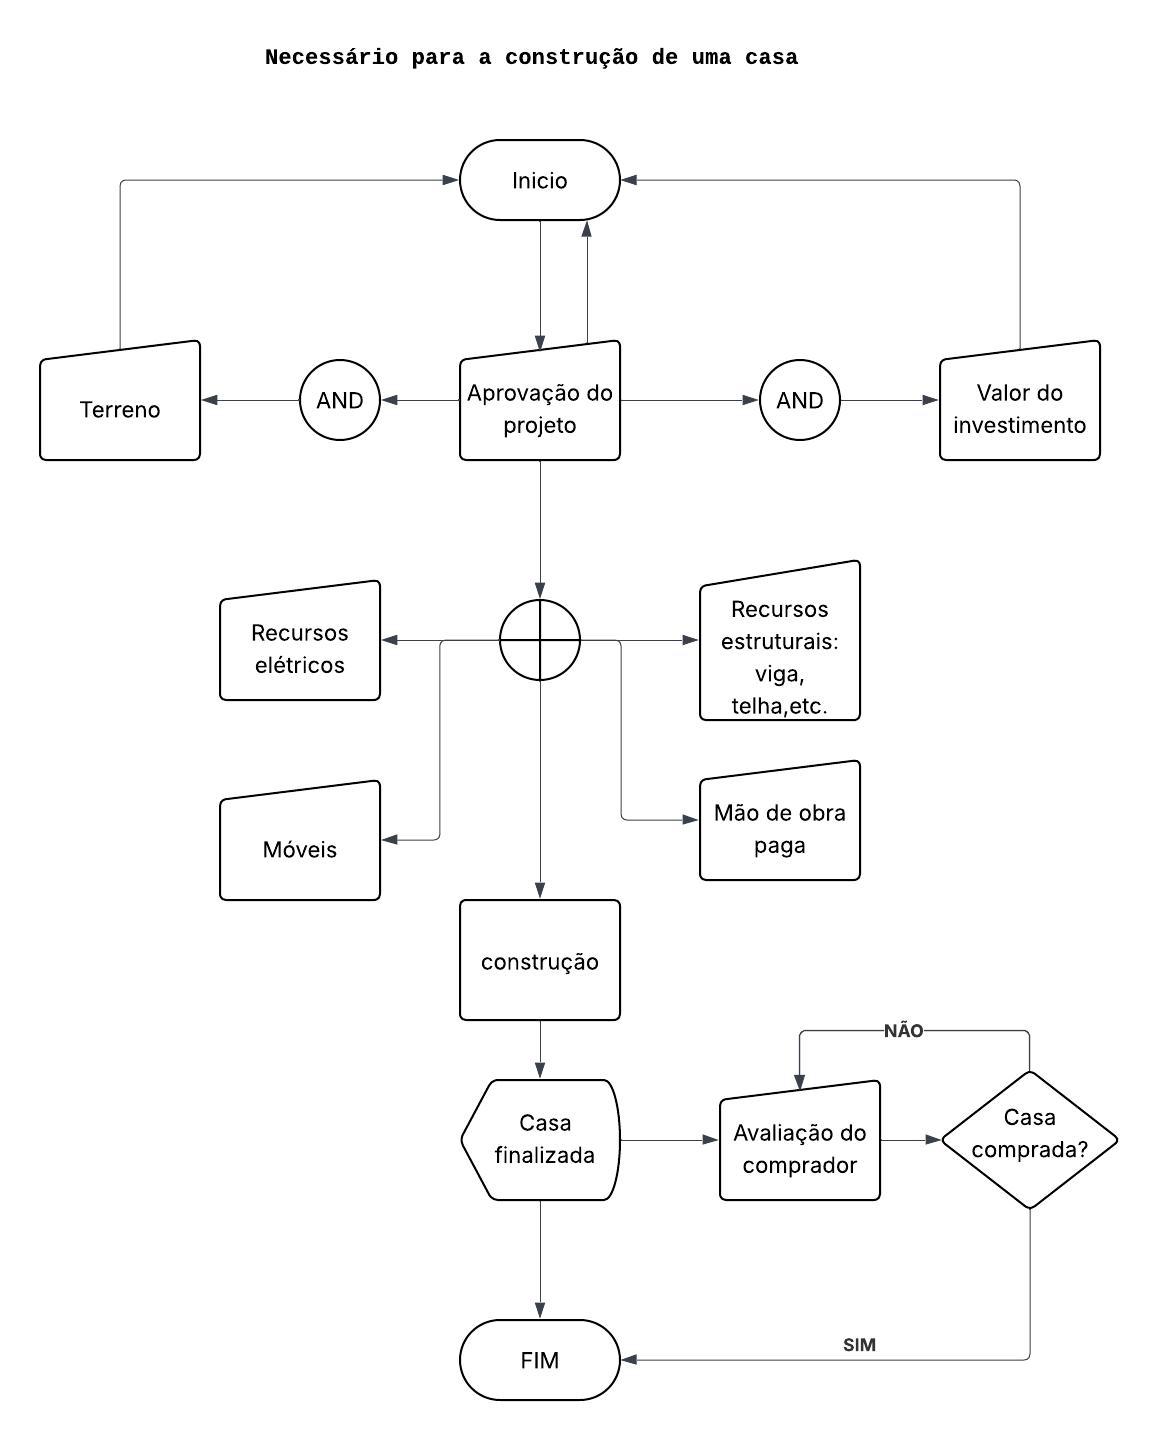 Necessário para a construção de uma casa
Inicio
Terreno
AND
Aprovação do
projeto
AND
Valor do
investimento
Recursos
elétricos
Recursos
estruturais:
viga,
telha,etc.
Móveis
Mão de obra
paga
construção
NÃO
Casa
finalizada
Avaliação do
comprador
Casa
comprada?
SIM
FIM